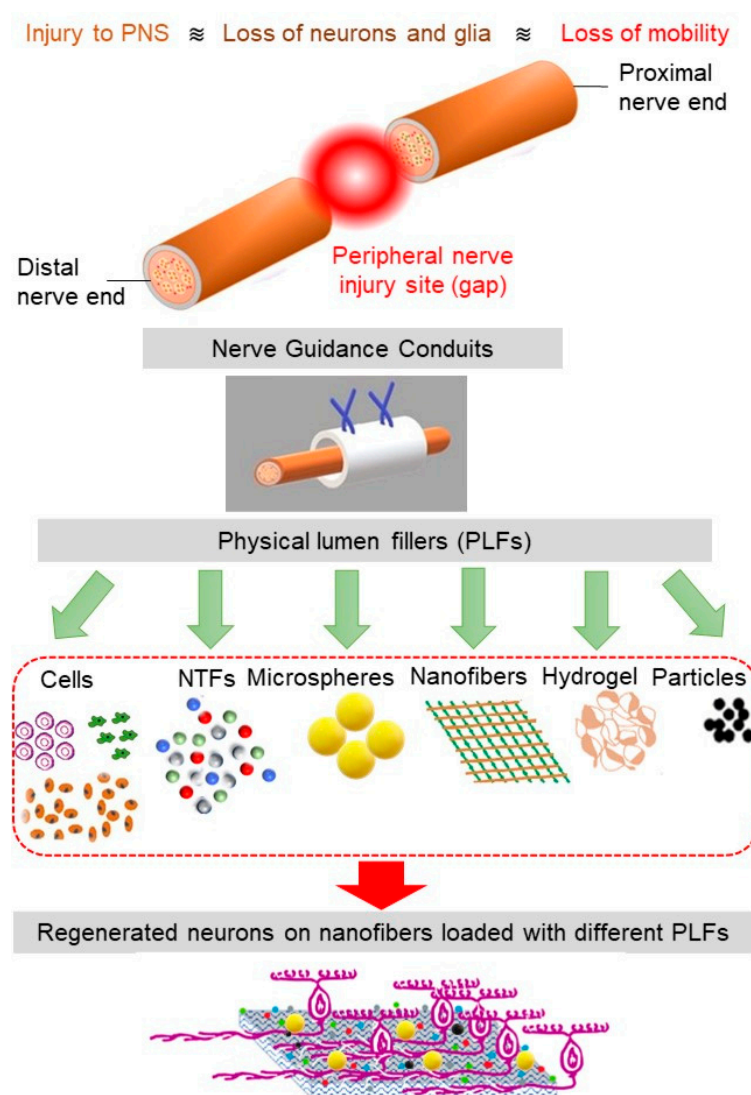 Injury to PNS ≋ Loss of neurons and glia ≋ Loss of mobility
Proximal
nerve end
Distal
nerve end
Peripheral nerve
injury site (gap)
Nerve Guidance Conduits
Physical lumen fillers (PLFs)
Cells
NTFs
Microspheres
Nanofibers
Hydrogel
Particles
Regenerated neurons on nanofibers loaded with different PLFs